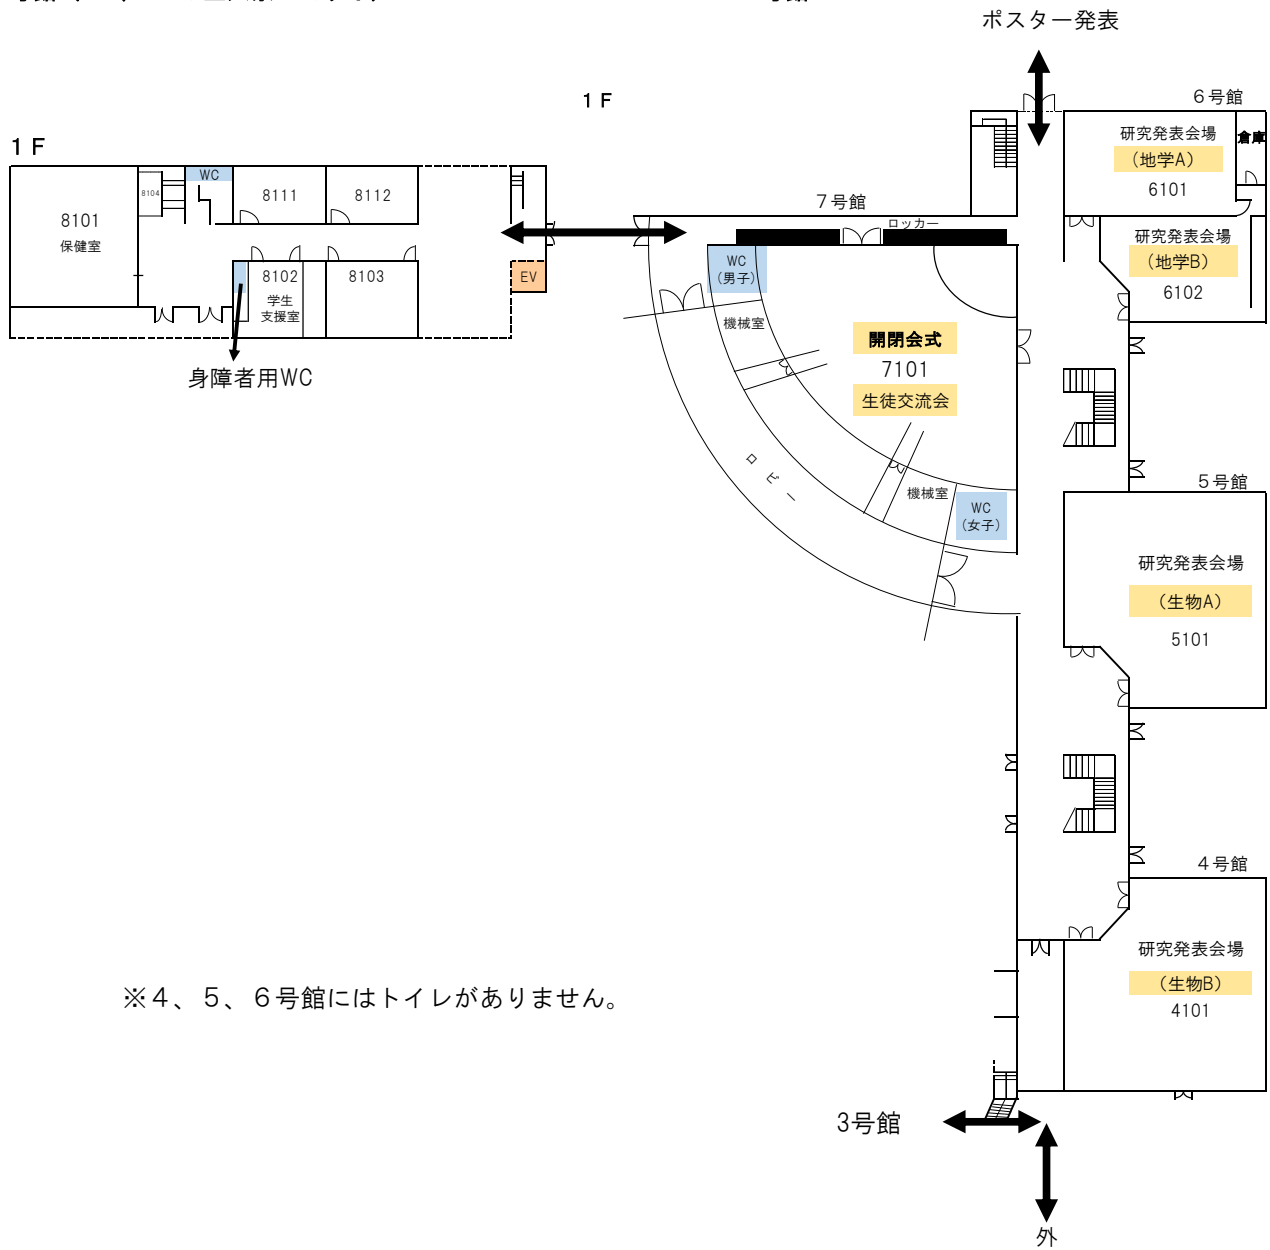 ポスター発表
１Ｆ
６号館
１Ｆ
研究発表会場
倉庫
（地学A）
6101
WC
8104
8111
8112
７号館
ロッカー
8101
保健室
研究発表会場
（地学B）
6102
WC
（男子）
8102
学生
支援室
8103
EV
機械室
開閉会式
7101
生徒交流会
身障者用WC
ロビー
機械室
WC
（女子）
５号館
研究発表会場
（生物A）
5101
４号館
研究発表会場
（生物B）
4101
※４、５、６号館にはトイレがありません。
3号館
外